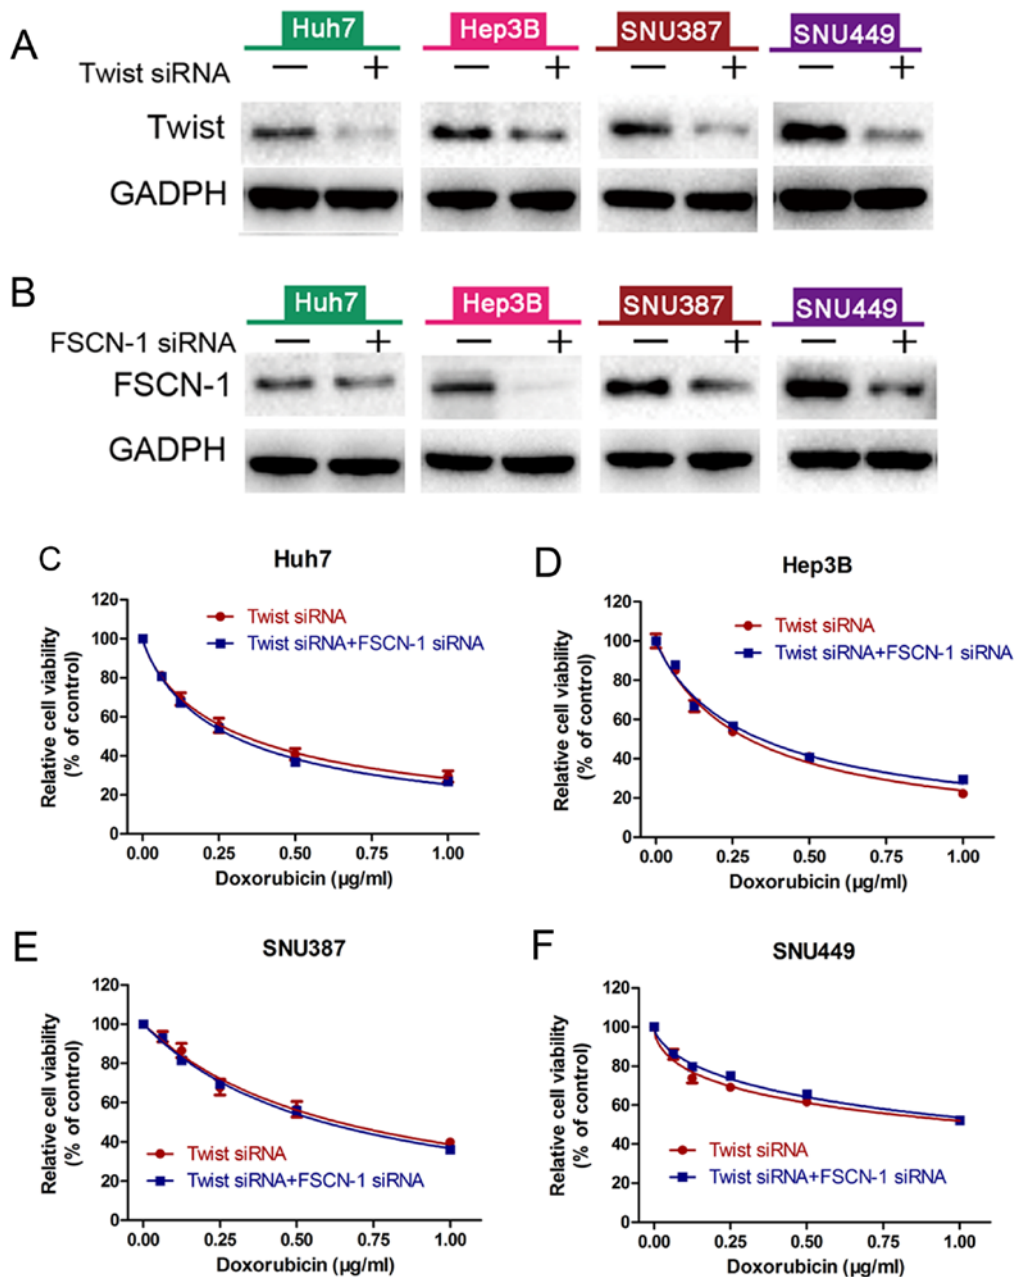 A
Huh7 Hep3B SNU387 SNU449
Twist siRNA — + — + — + — +
Twist
GADPH
B
Huh7 Hep3B SNU387 SNU449
FSCN-1 siRNA — + — + — + — +
FSCN-1
GADPH
C
Huh7
Relative cell viability
(% of control)
120
100
80
60
40
20
0
Twist siRNA
Twist siRNA+FSCN-1 siRNA
0.00 0.25 0.50 0.75 1.00
Doxorubicin (µg/ml)
D
Hep3B
Relative cell viability
(% of control)
120
100
80
60
40
20
0
Twist siRNA
Twist siRNA+FSCN-1 siRNA
0.00 0.25 0.50 0.75 1.00
Doxorubicin (µg/ml)
E
SNU387
Relative cell viability
(% of control)
120
100
80
60
40
20
0
Twist siRNA
Twist siRNA+FSCN-1 siRNA
0.00 0.25 0.50 0.75 1.00
Doxorubicin (µg/ml)
F
SNU449
Relative cell viability
(% of control)
120
100
80
60
40
20
0
Twist siRNA
Twist siRNA+FSCN-1 siRNA
0.00 0.25 0.50 0.75 1.00
Doxorubicin (µg/ml)